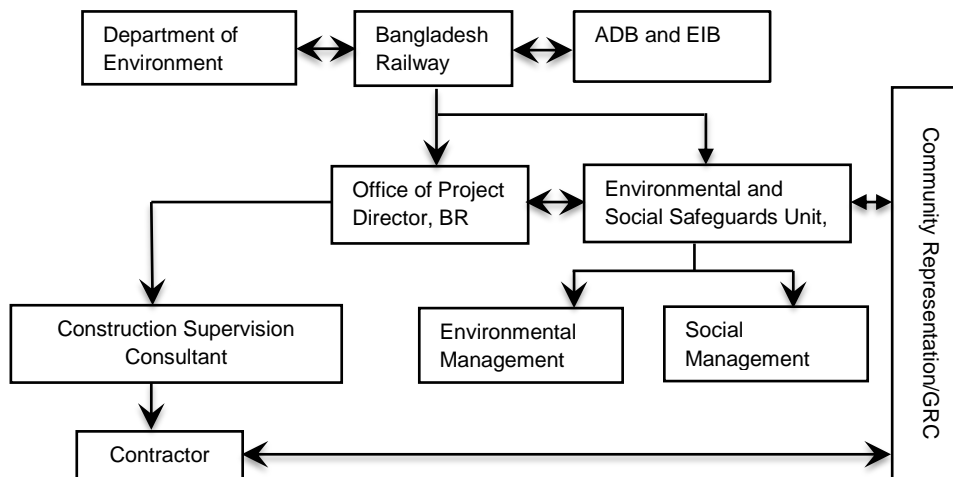 Department of
Environment
Bangladesh
Railway
ADB and EIB
Office of Project
Director, BR
Environmental and
Social Safeguards Unit,
Community Representation/GRC
Construction Supervision
Consultant
Environmental
Management
Social
Management
Contractor